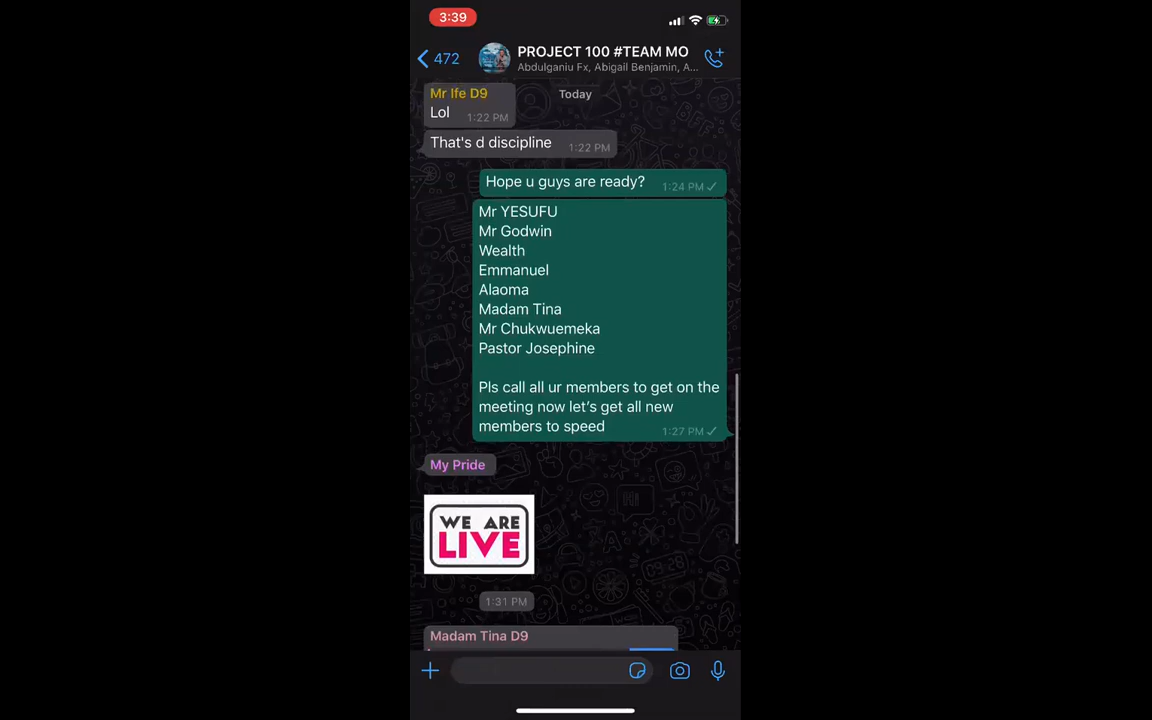 3:39
472
PROJECT 100 #TEAM MO
Abdulganiu Fx, Abigail Benjamin, A...
Today
Mr Ife D9
Lol
1:22 PM
That's d discipline
1:22 PM
Hope u guys are ready?
1:24 PM
Mr YESUFU
Mr Godwin
Wealth
Emmanuel
Alaoma
Madam Tina
Mr Chukwuemeka
Pastor Josephine
Pls call all ur members to get on the
meeting now let's get all new
members to speed
1:27 PM
My Pride
WE ARE
LIVE
1:31 PM
Madam Tina D9